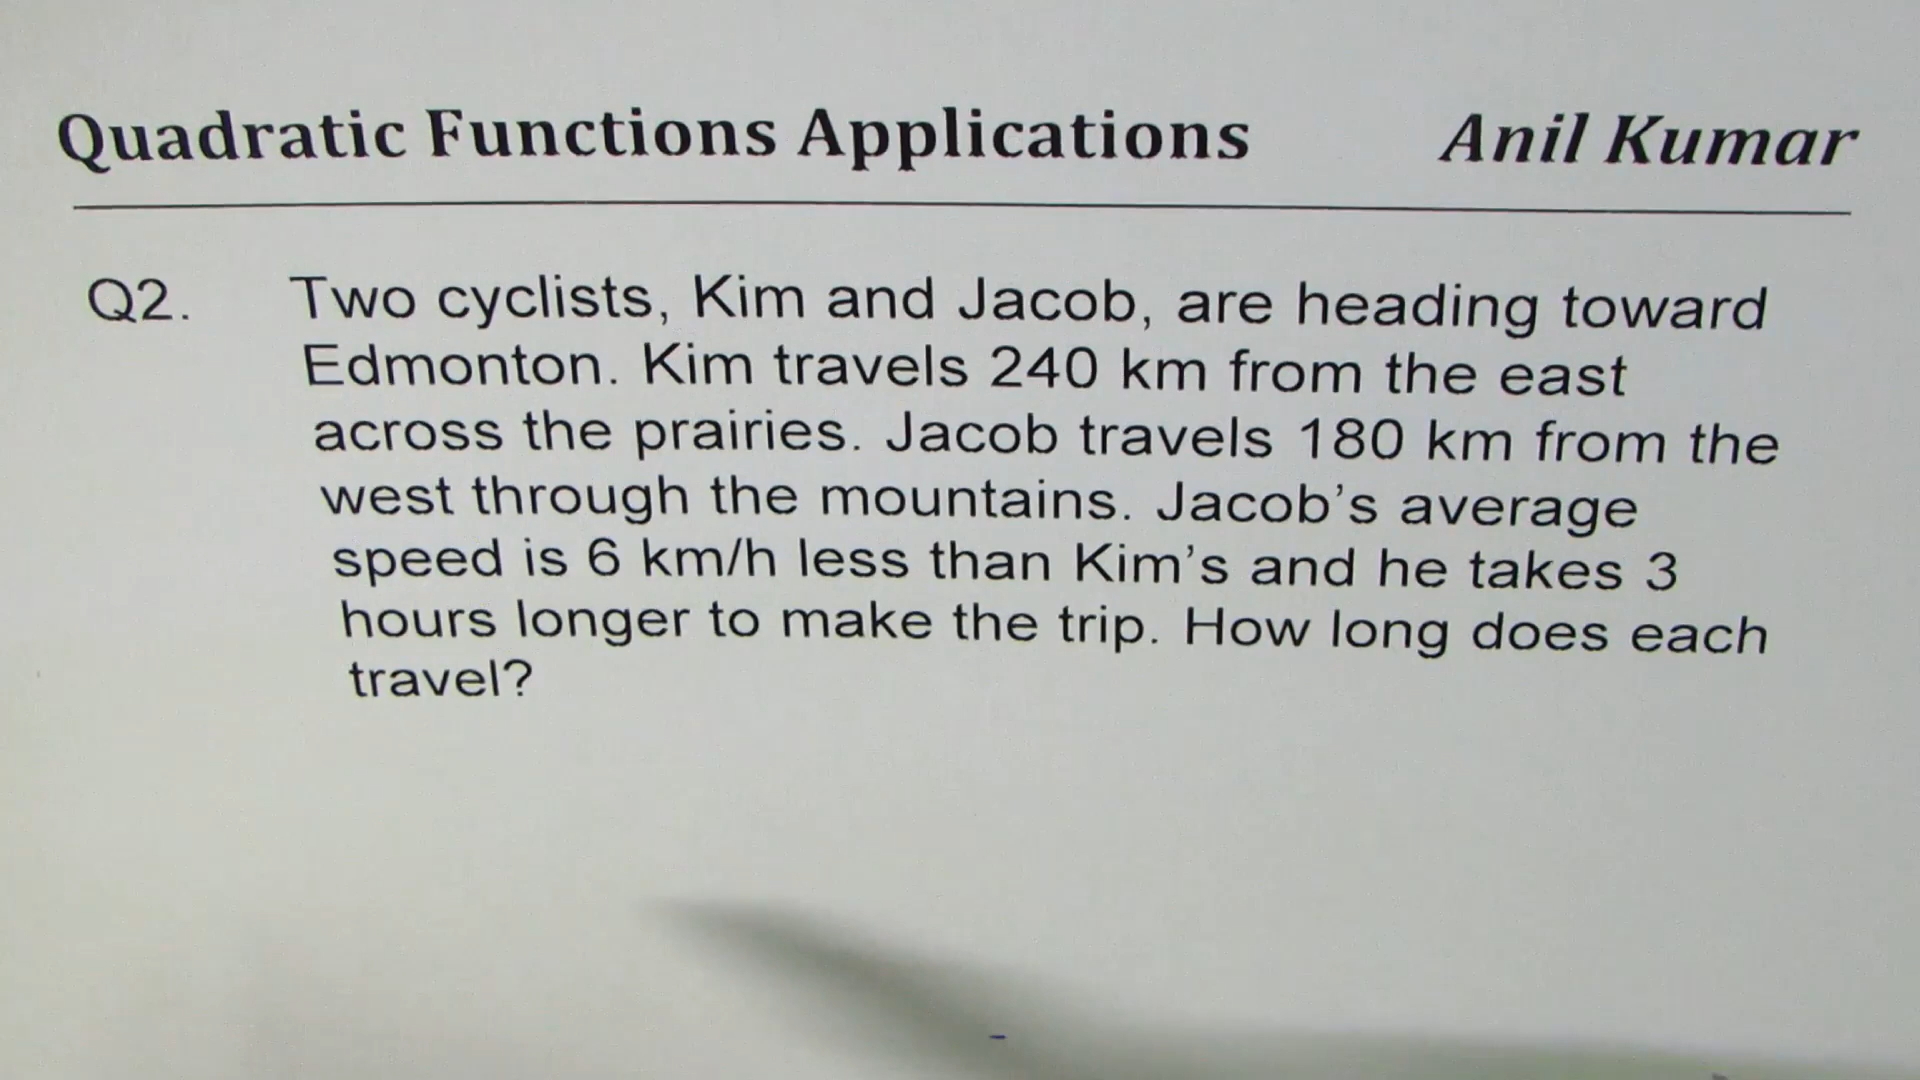 Quadratic Functions Applications Anil Kumar
Q2. Two cyclists, Kim and Jacob, are heading toward
Edmonton. Kim travels 240 km from the east
across the prairies. Jacob travels 180 km from the
west through the mountains. Jacob's average
speed is 6 km/h less than Kim's and he takes 3
hours longer to make the trip. How long does each
travel?